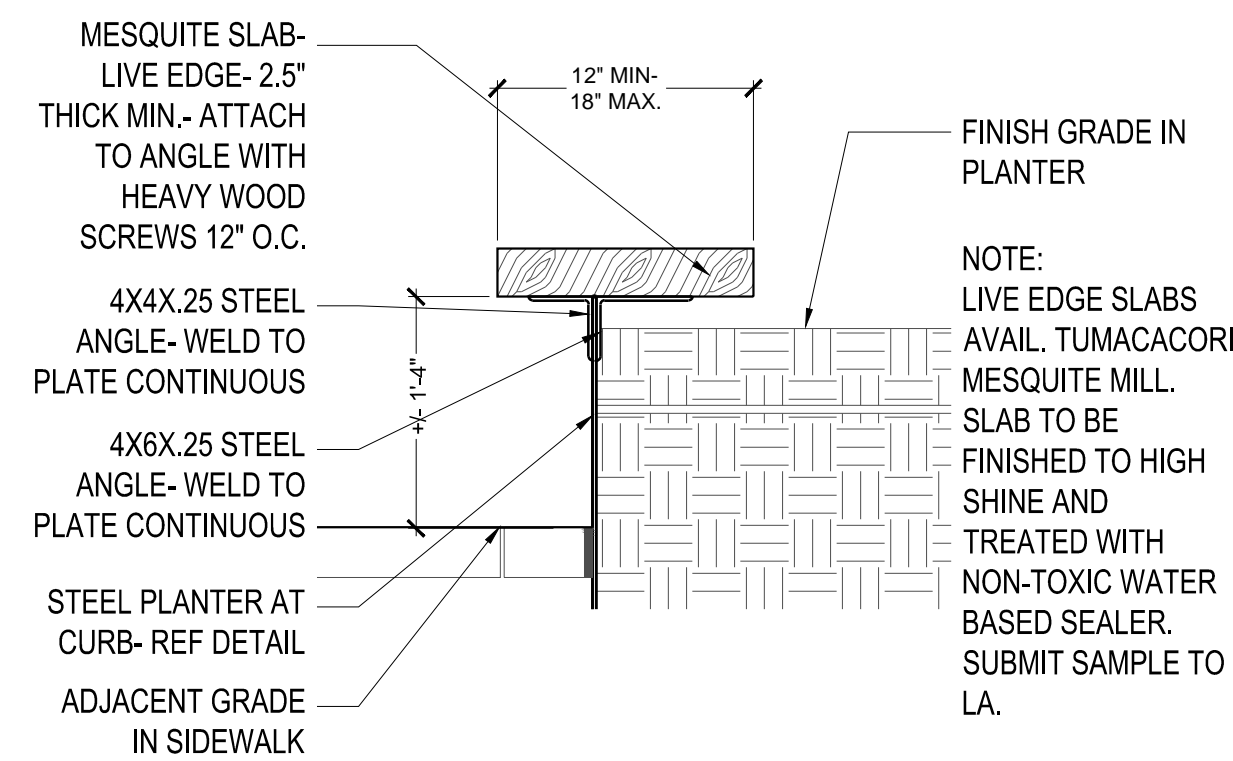 MESQUITE SLAB-
LIVE EDGE- 2.5"
THICK MIN.- ATTACH
TO ANGLE WITH
HEAVY WOOD
SCREWS 12" O.C.
4X4X.25 STEEL
ANGLE- WELD TO
PLATE CONTINUOUS
4X6X.25 STEEL
ANGLE- WELD TO
PLATE CONTINUOUS
STEEL PLANTER AT
CURB- REF DETAIL
ADJACENT GRADE
IN SIDEWALK
12" MIN-
18" MAX.
+/- 1'-4"
FINISH GRADE IN
PLANTER
NOTE:
LIVE EDGE SLABS
AVAIL. TUMACACORI
MESQUITE MILL.
SLAB TO BE
FINISHED TO HIGH
SHINE AND
TREATED WITH
NON-TOXIC WATER
BASED SEALER.
SUBMIT SAMPLE TO
LA.